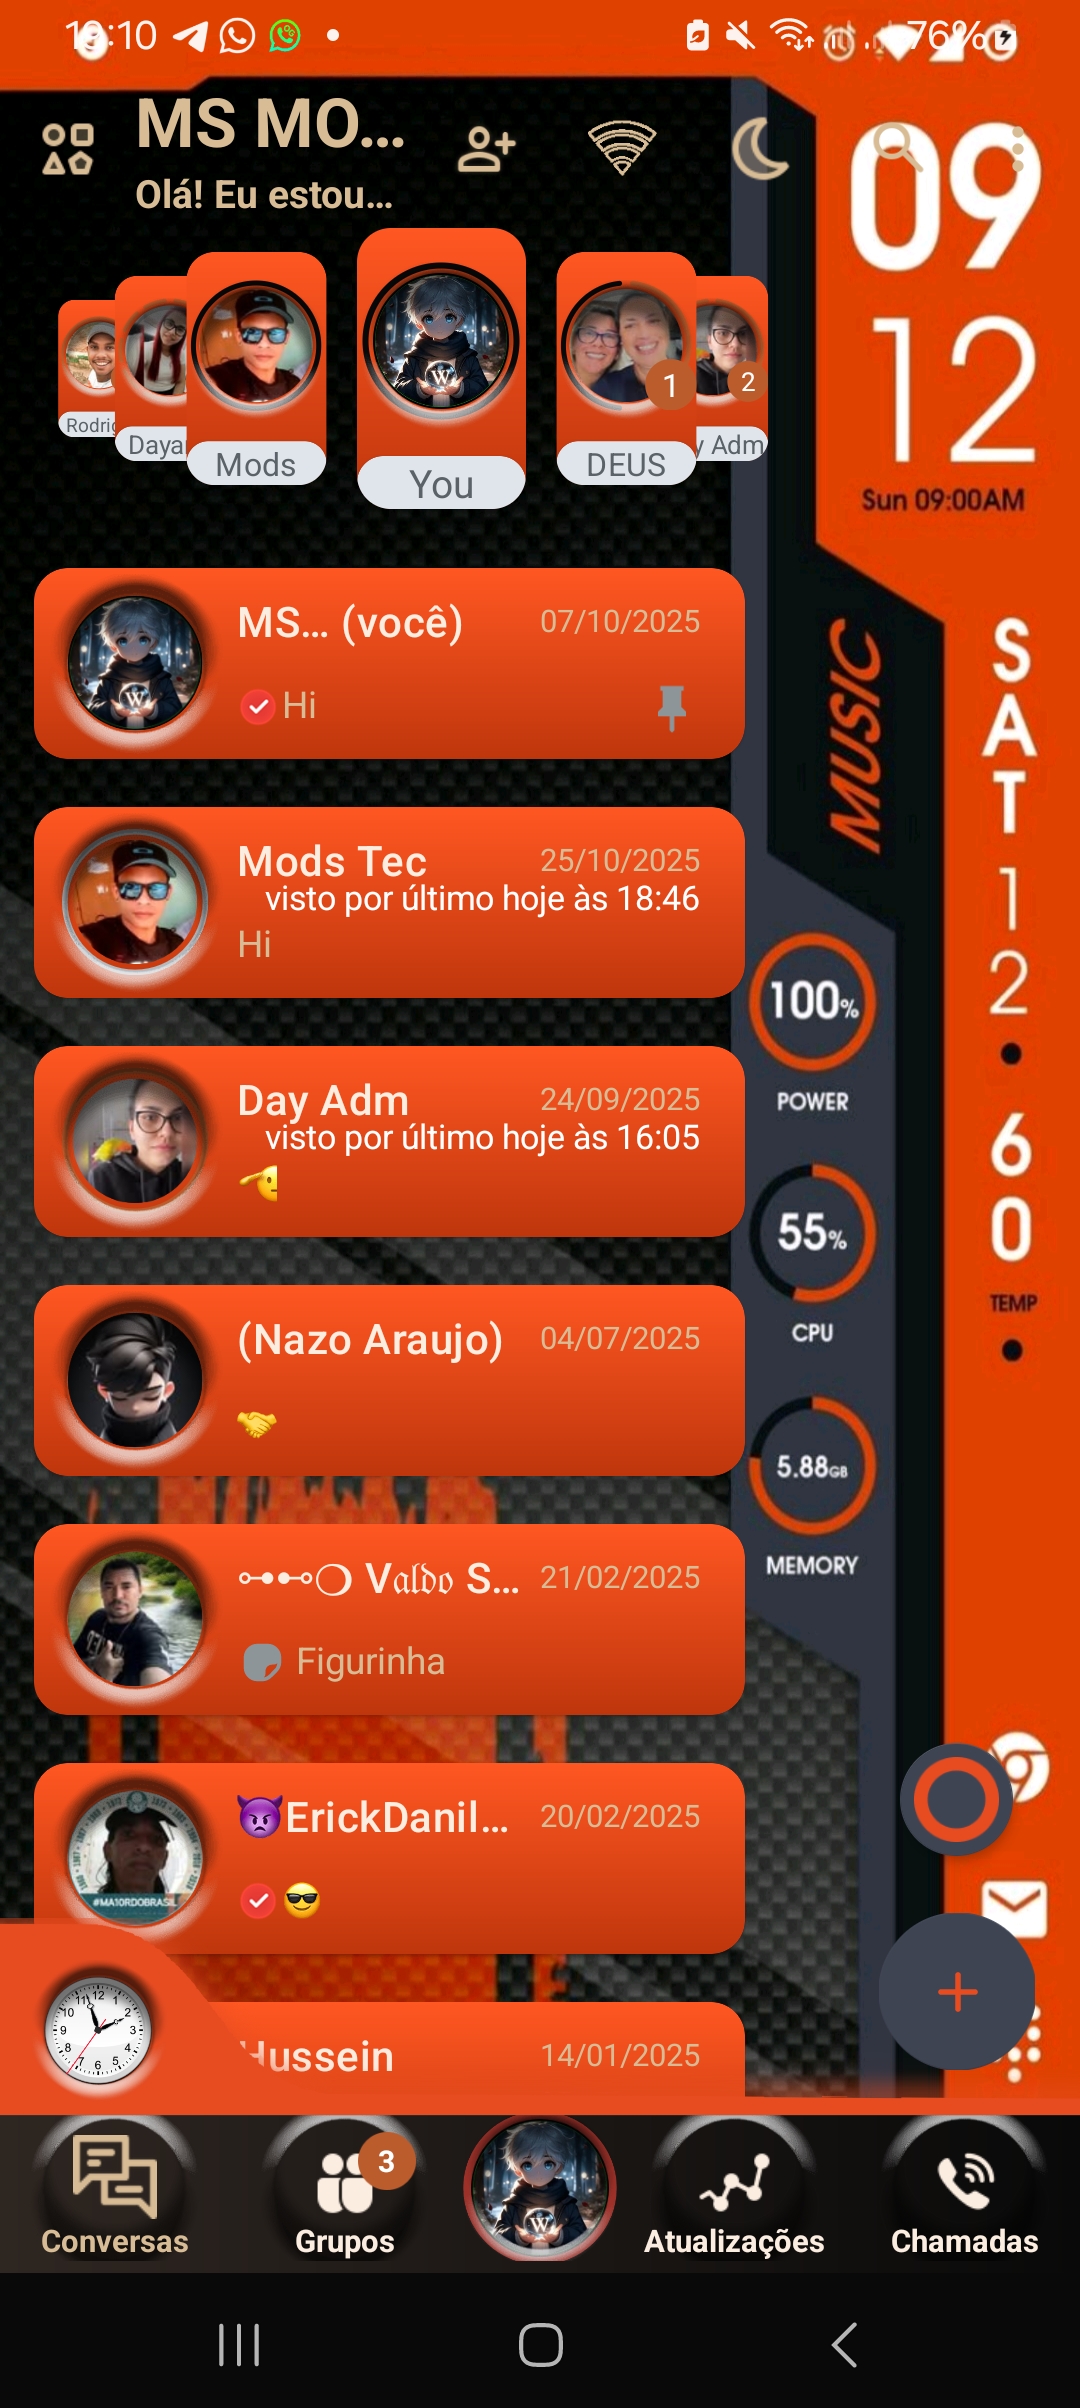 19:10
76%
MS MO...
Olá! Eu estou...
09
12
Sun 09:00AM
Rodrig
Dayar
Mods
You
1
DEUS
2
y Adm
MS... (você)
07/10/2025
Hi
MUSIC
SAT
12
60
TEMP
Mods Tec
25/10/2025
visto por último hoje às 18:46
Hi
100%
POWER
Day Adm
24/09/2025
visto por último hoje às 16:05
55%
CPU
(Nazo Araujo)
04/07/2025
5.88GB
MEMORY
⊶●●⊷❍ V𝔞𝔩𝔡𝔬 S...
21/02/2025
Figurinha
👿ErickDanil...
20/02/2025
#MA10RDOBRASIL
Hussein
14/01/2025
Conversas
3
Grupos
Atualizações
Chamadas